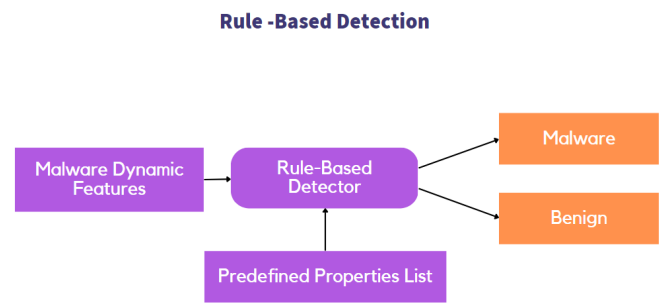 Rule -Based Detection
Malware Dynamic
Features
Rule-Based
Detector
Malware
Benign
Predefined Properties List